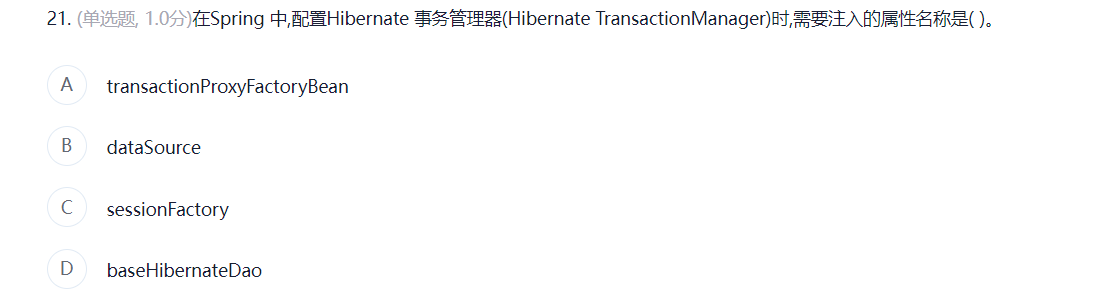 21. (单选题, 1.0分)在Spring 中,配置Hibernate 事务管理器(Hibernate TransactionManager)时,需要注入的属性名称是( )。
A transactionProxyFactoryBean
B dataSource
C sessionFactory
D baseHibernateDao